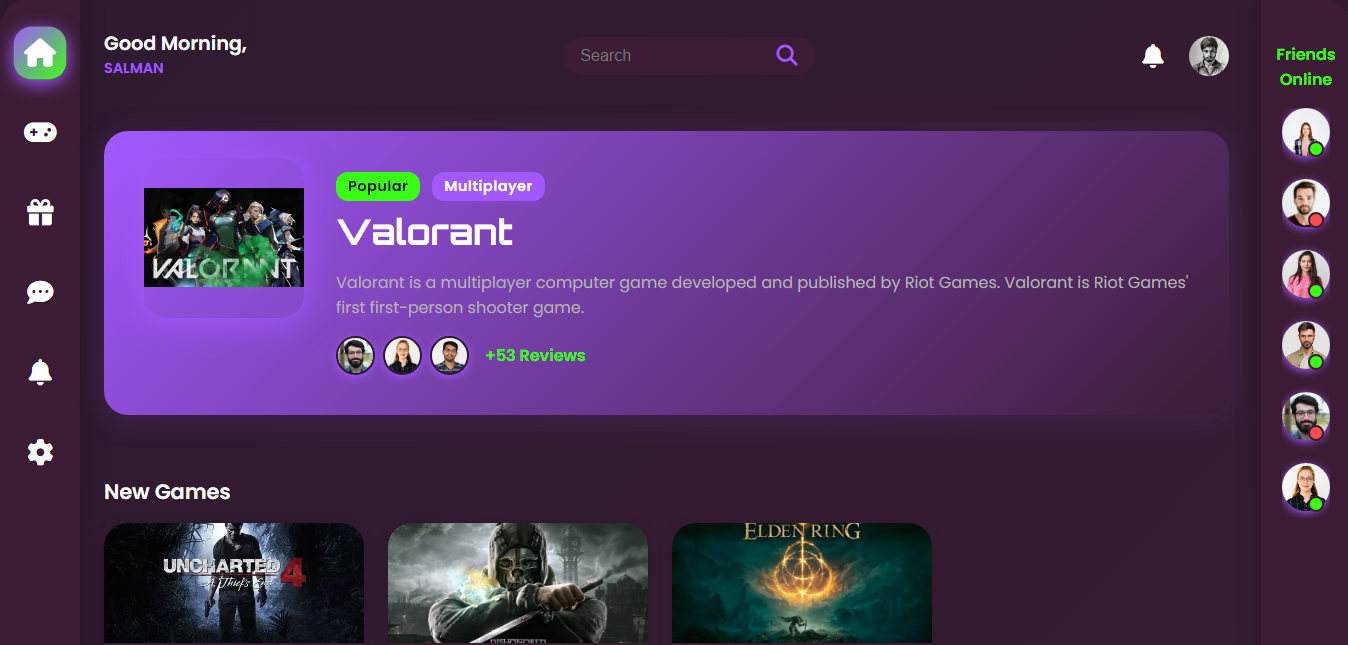 Good Morning,
SALMAN
Search
Friends
Online
Popular
Multiplayer
Valorant
VALORANT
Valorant is a multiplayer computer game developed and published by Riot Games. Valorant is Riot Games'
first first-person shooter game.
+53 Reviews
New Games
UNCHARTED 4
A Thief's End
DISHONORED
ELDEN RING